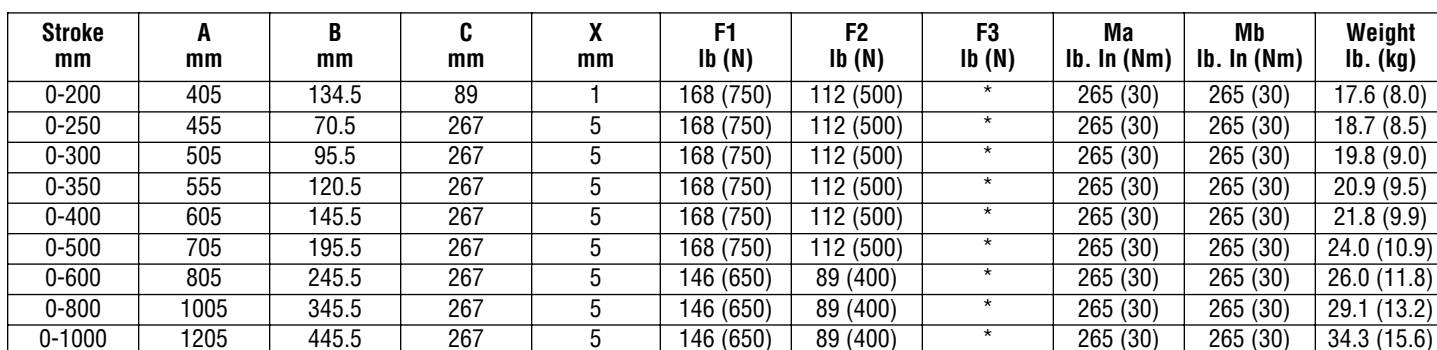 Stroke A B C X F1 F2 F3 Ma Mb Weight
mm mm mm mm mm lb (N) lb (N) lb (N) lb. In (Nm) lb. In (Nm) lb. (kg)
0-200 405 134.5 89 1 168 (750) 112 (500) * 265 (30) 265 (30) 17.6 (8.0)
0-250 455 70.5 267 5 168 (750) 112 (500) * 265 (30) 265 (30) 18.7 (8.5)
0-300 505 95.5 267 5 168 (750) 112 (500) * 265 (30) 265 (30) 19.8 (9.0)
0-350 555 120.5 267 5 168 (750) 112 (500) * 265 (30) 265 (30) 20.9 (9.5)
0-400 605 145.5 267 5 168 (750) 112 (500) * 265 (30) 265 (30) 21.8 (9.9)
0-500 705 195.5 267 5 168 (750) 112 (500) * 265 (30) 265 (30) 24.0 (10.9)
0-600 805 245.5 267 5 146 (650) 89 (400) * 265 (30) 265 (30) 26.0 (11.8)
0-800 1005 345.5 267 5 146 (650) 89 (400) * 265 (30) 265 (30) 29.1 (13.2)
0-1000 1205 445.5 267 5 146 (650) 89 (400) * 265 (30) 265 (30) 34.3 (15.6)